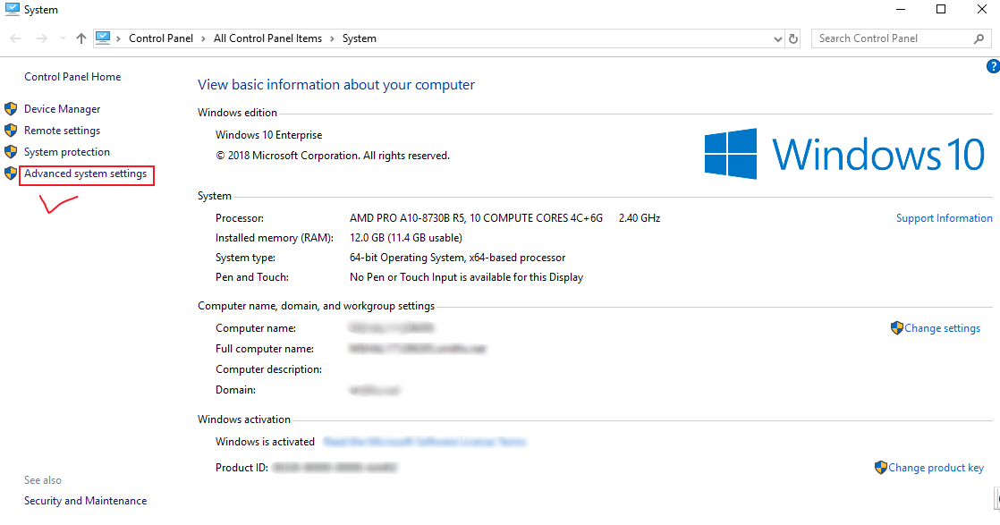 System
Control Panel > All Control Panel Items > System
Search Control Panel
Control Panel Home
Device Manager
Remote settings
System protection
Advanced system settings
View basic information about your computer
Windows edition
Windows 10 Enterprise
© 2018 Microsoft Corporation. All rights reserved.
Windows 10
System
Processor: AMD PRO A10-8730B R5, 10 COMPUTE CORES 4C+6G 2.40 GHz
Support Information
Installed memory (RAM): 12.0 GB (11.4 GB usable)
System type: 64-bit Operating System, x64-based processor
Pen and Touch: No Pen or Touch Input is available for this Display
Computer name, domain, and workgroup settings
Computer name:
Change settings
Full computer name:
Computer description:
Domain:
Windows activation
Windows is activated Read the Microsoft Software License Terms
Product ID:
Change product key
See also
Security and Maintenance